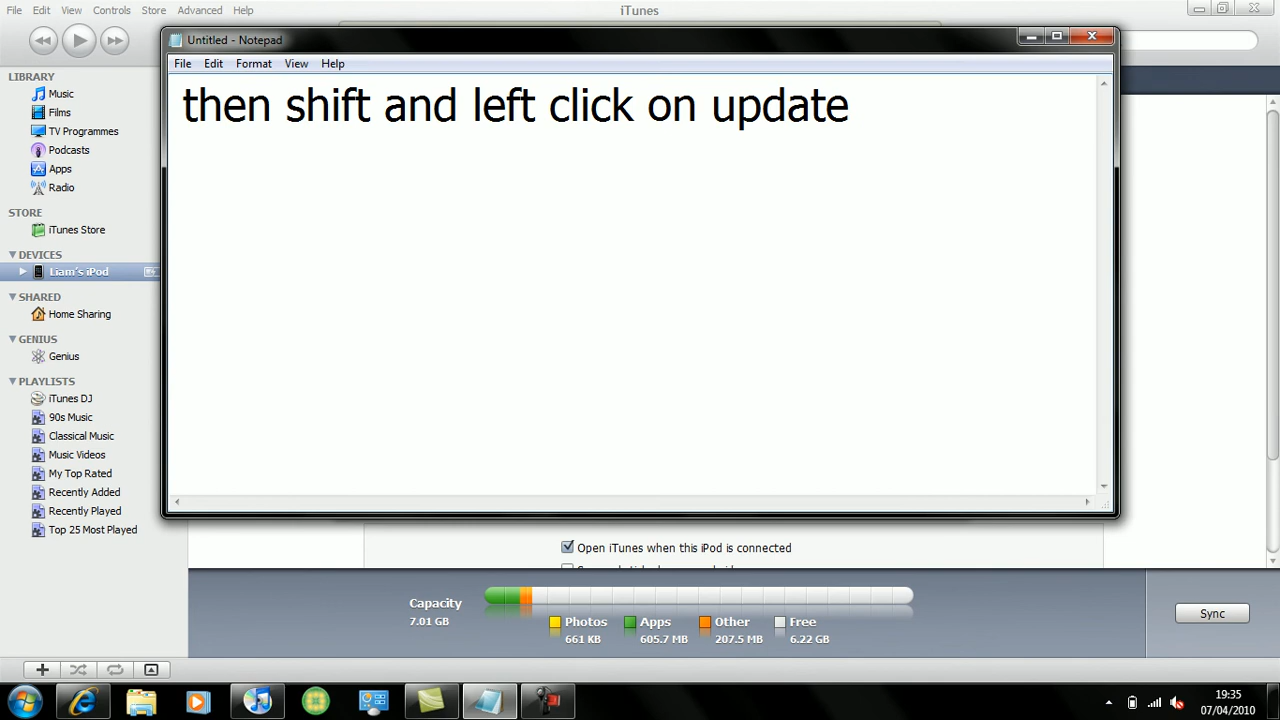 File Edit View Controls Store Advanced Help
iTunes
Untitled - Notepad
File Edit Format View Help
then shift and left click on update
LIBRARY
Music
Films
TV Programmes
Podcasts
Apps
Radio
STORE
iTunes Store
DEVICES
Liam's iPod
SHARED
Home Sharing
GENIUS
Genius
PLAYLISTS
iTunes DJ
90s Music
Classical Music
Music Videos
My Top Rated
Recently Added
Recently Played
Top 25 Most Played
Open iTunes when this iPod is connected
Capacity
7.01 GB
Photos
661 KB
Apps
605.7 MB
Other
207.5 MB
Free
6.22 GB
Sync
19:35
07/04/2010